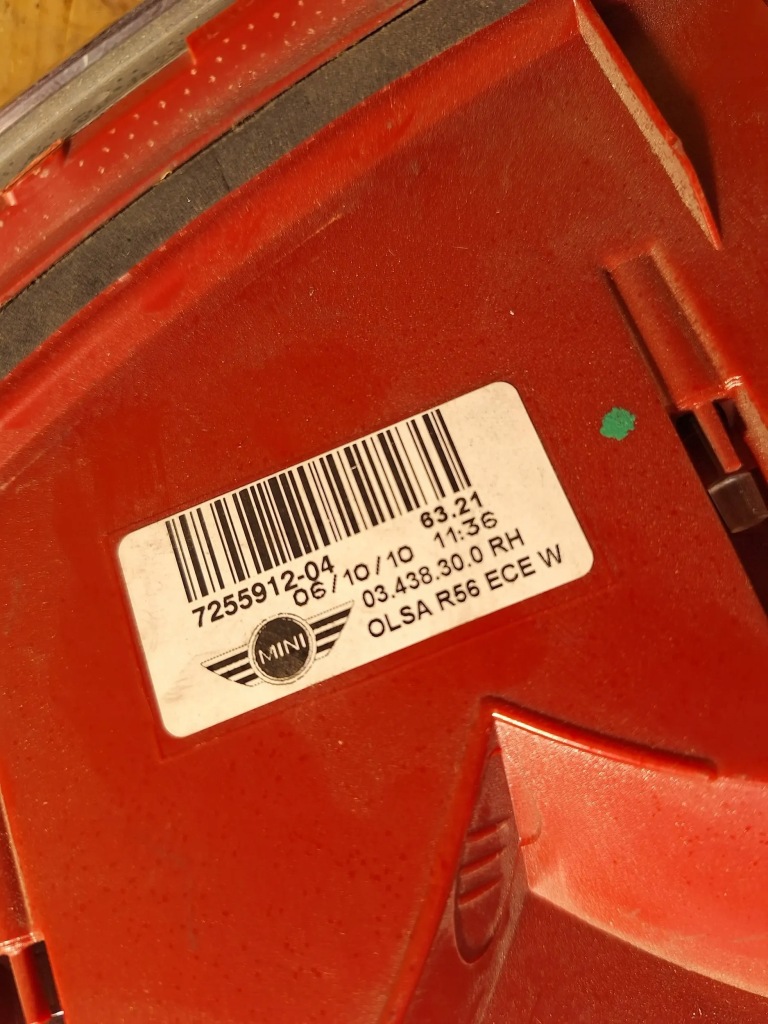 63.21
7255912-04
06/10/10 11:36
03.438.30.0 RH
OLSA R56 ECE W
MINI